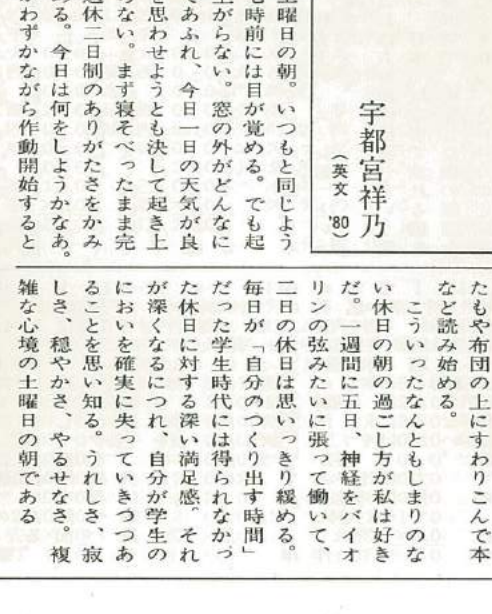 宇都宮祥乃
(英文 '80)
土曜日の朝。いつもと同じよう
時前には目が覚める。でも起
上がらない。窓の外がどんなに
であふれ、今日一日の天気が良
を思わせようとも決して起き上
らない。まず寝そべったまま完
週休二日制のありがたさをかみ
る。今日は何をしようかなあ。
わずかながら作動開始すると
たもや布団の上にすわりこんで本
など読み始める。
こういったなんともしまりのな
い休日の朝の過ごし方が私は好き
だ。一週間に五日、神経をバイオ
リンの弦みたいに張って働いて、
二日の休日は思いっきり緩める。
毎日が「自分のつくり出す時間」
だった学生時代には得られなかっ
た休日に対する深い満足感。それ
が深くなるにつれ、自分が学生の
においを確実に失っていきつつあ
ることを思い知る。うれしさ、寂
しさ、穏やかさ、やるせなさ。複
雑な心境の土曜日の朝である